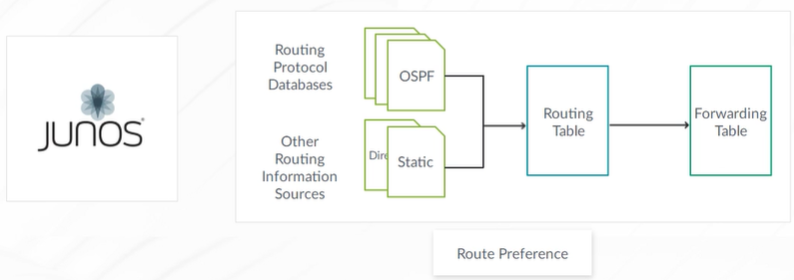 JUNOS
Routing
Protocol
Databases
OSPF
Other
Routing
Information
Sources
Static
Routing
Table
Forwarding
Table
Route Preference